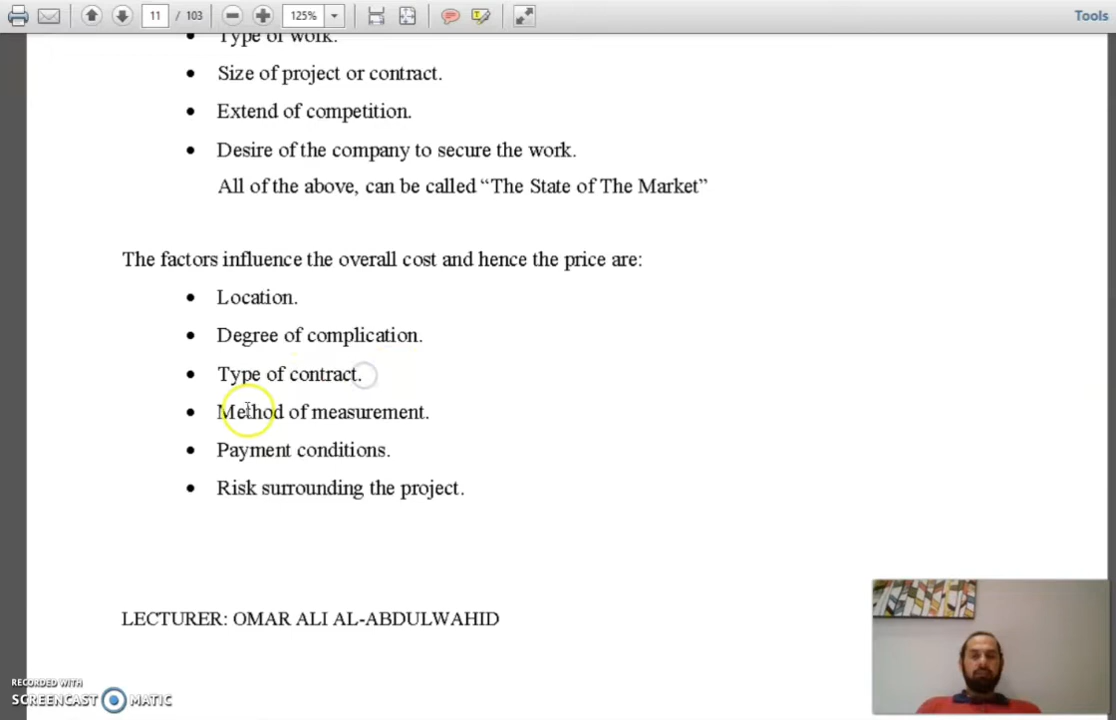 11 / 103
125%
Tools
Type of work.
• Size of project or contract.
• Extend of competition.
• Desire of the company to secure the work.
All of the above, can be called “The State of The Market”
The factors influence the overall cost and hence the price are:
• Location.
• Degree of complication.
• Type of contract.
• Method of measurement.
• Payment conditions.
• Risk surrounding the project.
LECTURER: OMAR ALI AL-ABDULWAHID
RECORDED WITH
SCREENCAST MATIC